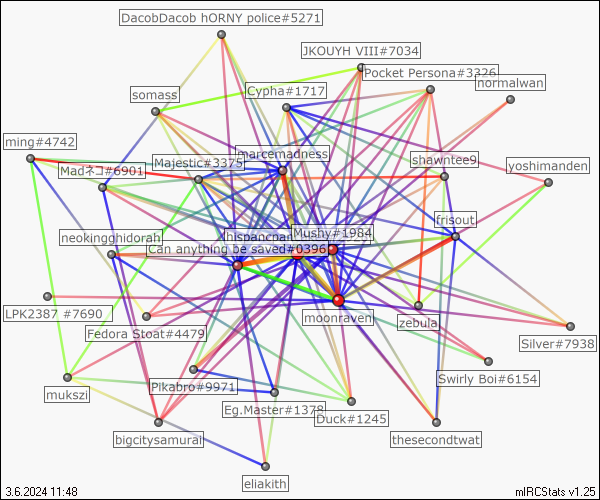 DacobDacob hORNY police#5271
JKOUYH VIII#7034
Pocket Persona#3326
normalwan
Cypha#1717
somass
ming#4742
marcemadness
Majestic#3375
shawntee9
yoshimanden
Madネコ#6901
frisout
Mushy#1984
neokingghidorah
Can anything be saved#0396
LPK2387 #7690
moonraven
zebula
Fedora Stoat#4479
Silver#7938
Swirly Boi#6154
mukszi
Pikabro#9971
Eg.Master#1378
Duck#1245
bigcitysamurai
thesecondtwat
eliakith
3.6.2024 11:48
mIRCStats v1.25